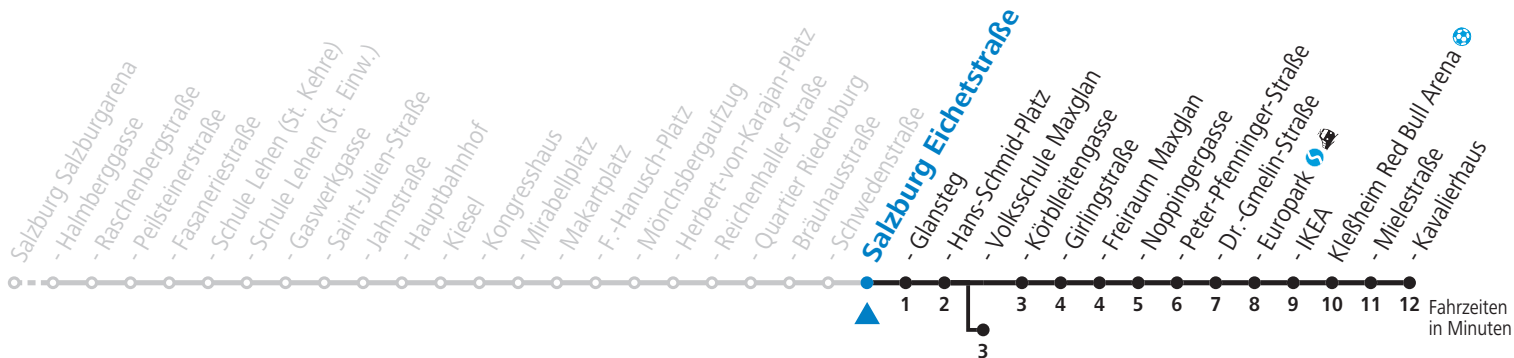 Salzburg Salzburgarena
- Halmberggasse
- Raschenbergstraße
- Peilsteinerstraße
- Fasaneriestraße
- Schule Lehen (St. Kehre)
- Schule Lehen (St. Einw.)
- Gaswerkgasse
- Saint-Julien-Straße
- Jahnstraße
- Hauptbahnhof
- Kiesel
- Kongresshaus
- Mirabellplatz
- Makartplatz
- F.-Hanusch-Platz
- Mönchsbergaufzug
- Herbert-von-Karajan-Platz
- Reichenhaller Straße
- Quartier Riedenburg
- Bräuhausstraße
- Schwedenstraße
Salzburg Eichetstraße
- Glansteg
- Hans-Schmid-Platz
- Volksschule Maxglan
- Körblleitengasse
- Girlingstraße
- Freiraum Maxglan
- Noppingergasse
- Peter-Pfenninger-Straße
- Dr.-Gmelin-Straße
- Europark
- IKEA
Kleßheim Red Bull Arena
- Mielestraße
- Kavalierhaus
1 2 3 4 4 5 6 7 8 9 10 11 12 Fahrzeiten
in Minuten
3